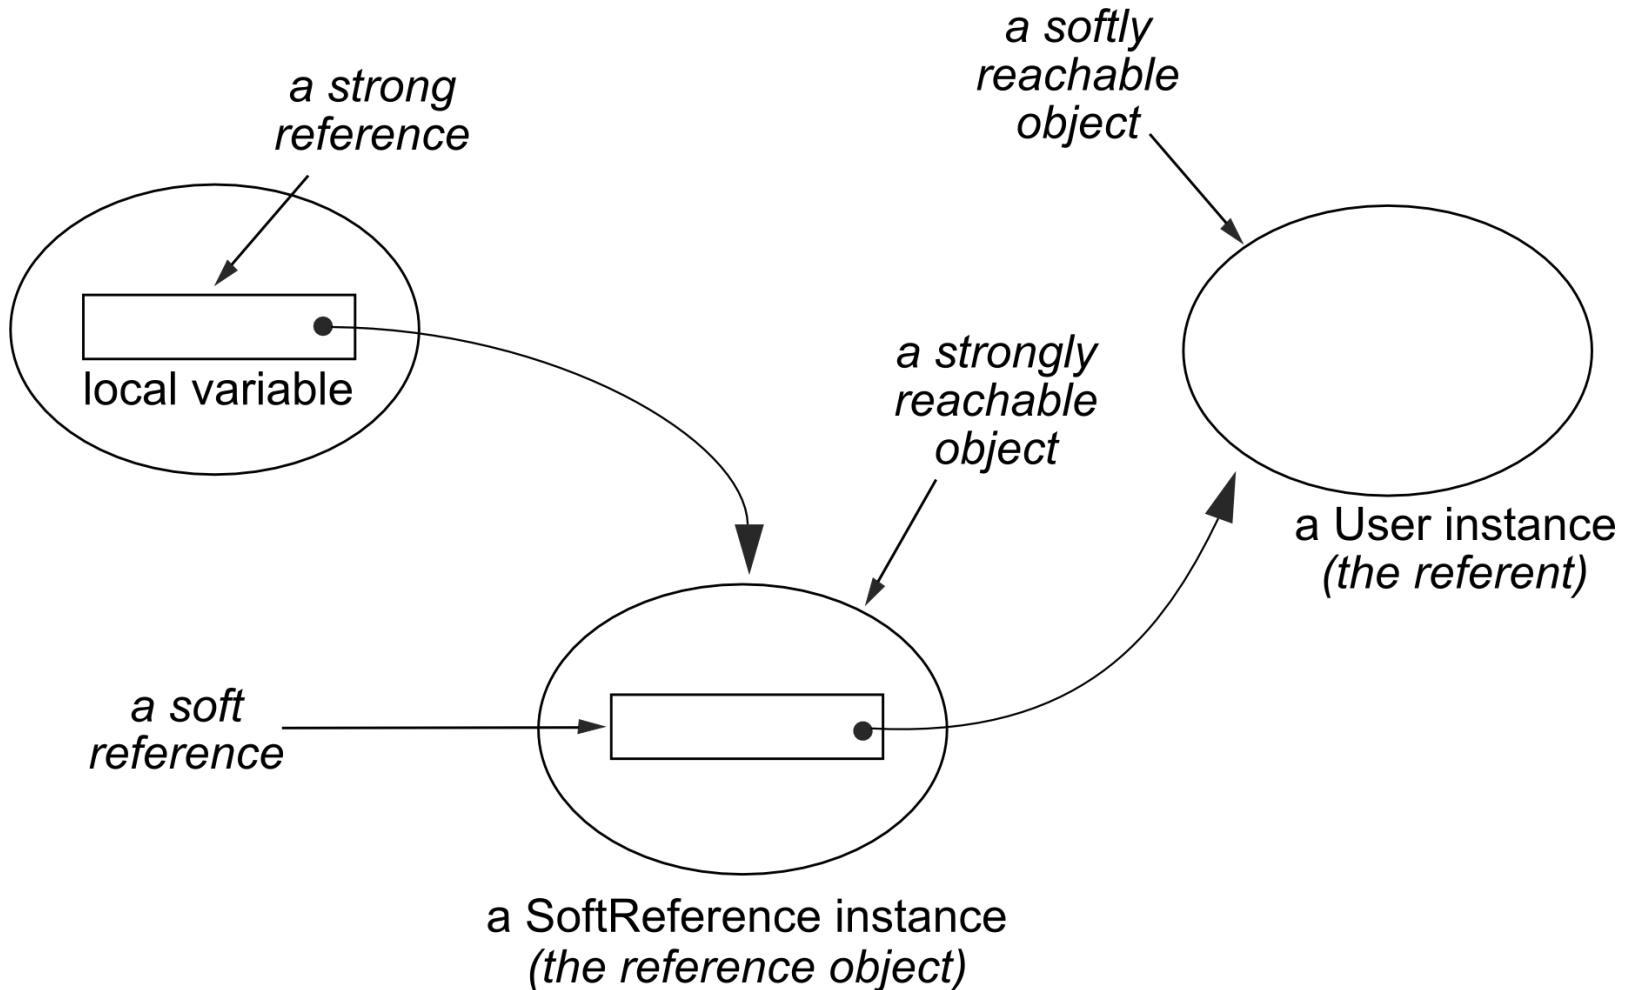 a softly
reachable
object
a strong
reference
local variable
a strongly
reachable
object
a User instance
(the referent)
a soft
reference
a SoftReference instance
(the reference object)